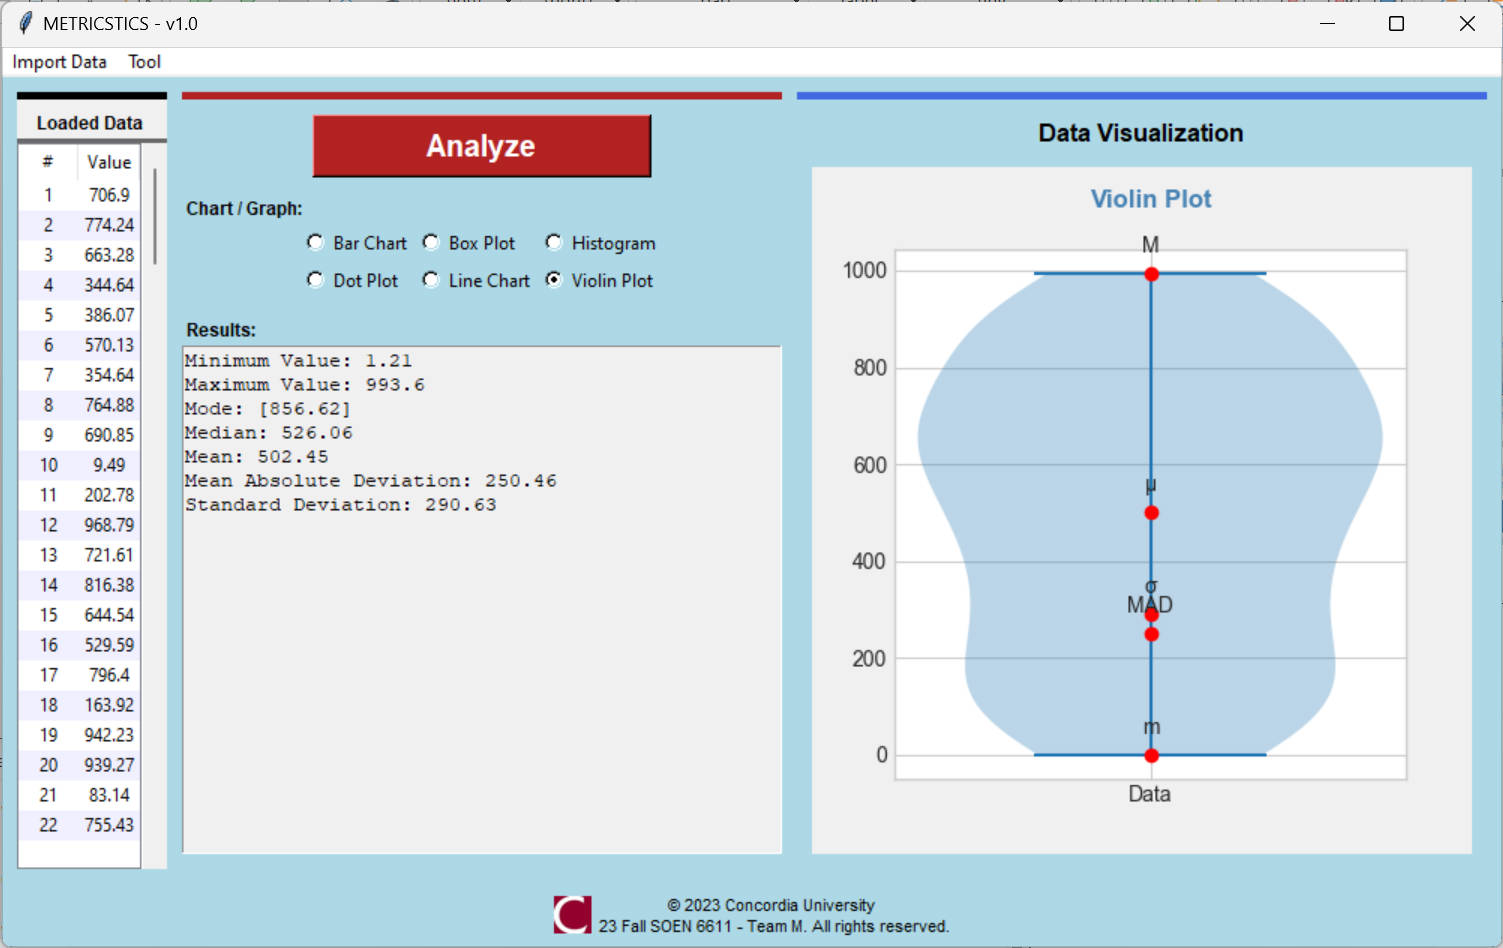 METRICSTICS - v1.0
Import Data Tool
Loaded Data
# Value
1 706.9
2 774.24
3 663.28
4 344.64
5 386.07
6 570.13
7 354.64
8 764.88
9 690.85
10 9.49
11 202.78
12 968.79
13 721.61
14 816.38
15 644.54
16 529.59
17 796.4
18 163.92
19 942.23
20 939.27
21 83.14
22 755.43
Analyze
Chart / Graph:
Bar Chart Box Plot Histogram
Dot Plot Line Chart Violin Plot
Results:
Minimum Value: 1.21
Maximum Value: 993.6
Mode: [856.62]
Median: 526.06
Mean: 502.45
Mean Absolute Deviation: 250.46
Standard Deviation: 290.63
Data Visualization
Violin Plot
M
1000
800
600
μ
400
σ
MAD
200
m
0
Data
C
© 2023 Concordia University
23 Fall SOEN 6611 - Team M. All rights reserved.